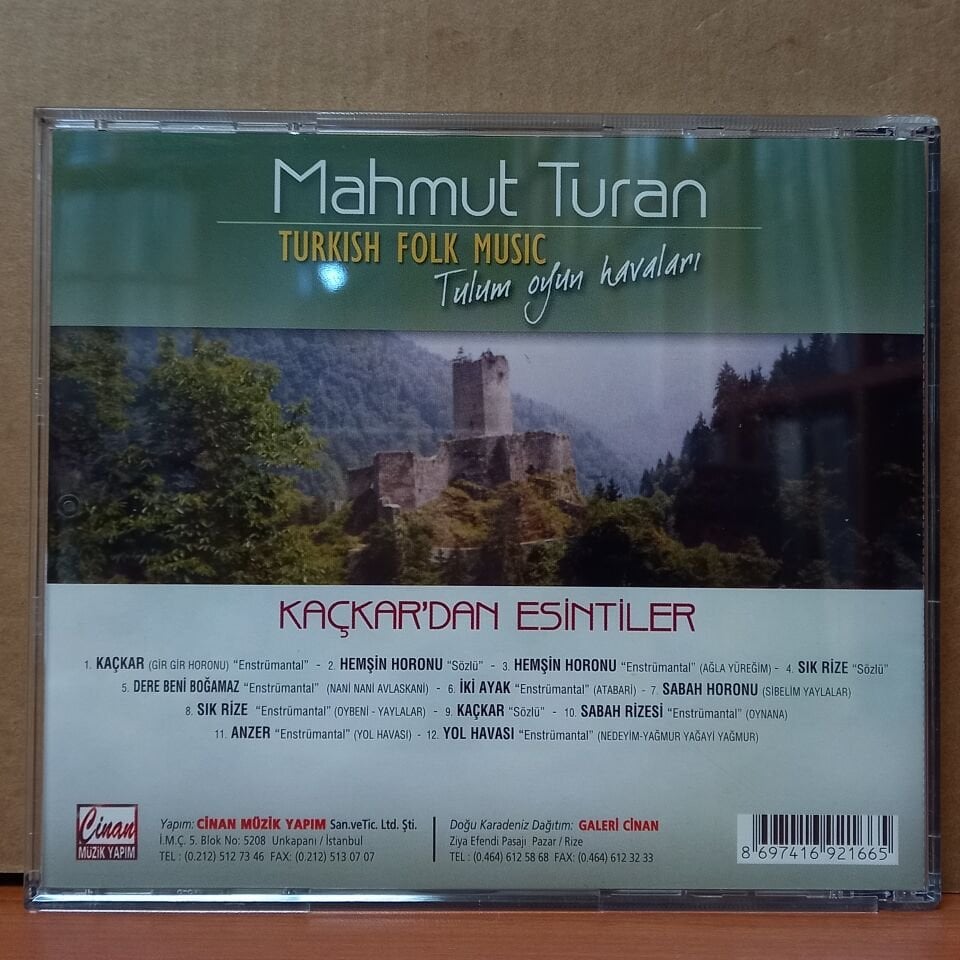 Mahmut Turan
TURKISH FOLK MUSIC
Tulum oyun havaları
KAÇKAR'DAN ESİNTİLER
1. KAÇKAR (GİR GİR HORONU) “Enstrümantal” - 2. HEMŞİN HORONU “Sözlü” - 3. HEMŞİN HORONU “Enstrümantal” (AĞLA YÜREĞİM) - 4. SIK RİZE “Sözlü”
5. DERE BENİ BOĞAMAZ “Enstrümantal” (NANİ NANİ AVLASKANİ) - 6. İKİ AYAK “Enstrümantal” (ATABARİ) - 7. SABAH HORONU (SİBELİM YAYLALAR)
8. SIK RİZE “Enstrümantal” (OYBENİ - YAYLALAR) - 9. KAÇKAR “Sözlü” - 10. SABAH RİZESİ “Enstrümantal” (OYNANA)
11. ANZER “Enstrümantal” (YOL HAVASI) - 12. YOL HAVASI “Enstrümantal” (NEDEYİM-YAĞMUR YAĞAYİ YAĞMUR)
Cinan
MÜZİK YAPIM
Yapım: CİNAN MÜZİK YAPIM San.veTic. Ltd. Şti.
İ.M.Ç. 5. Blok No: 5208 Unkapanı / İstanbul
TEL : (0.212) 512 73 46 FAX: (0.212) 513 07 07
Doğu Karadeniz Dağıtım: GALERİ CİNAN
Ziya Efendi Pasajı Pazar / Rize
TEL : (0.464) 612 58 68 FAX: (0.464) 612 32 33
8 697416 921665